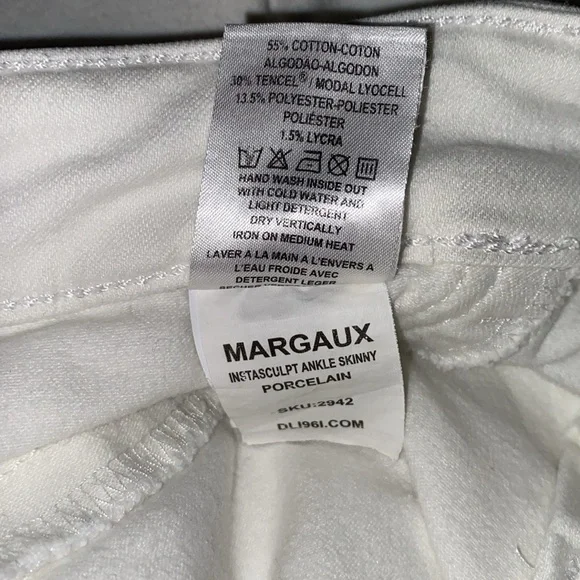 55% COTTON-COTON
ALGODAO-ALGODON
30% TENCEL® / MODAL LYOCELL
13.5% POLYESTER-POLIESTER
POLIÉSTER
1.5% LYCRA
HAND WASH INSIDE OUT
WITH COLD WATER AND
LIGHT DETERGENT
DRY VERTICALLY
IRON ON MEDIUM HEAT
LAVER A LA MAIN A L'ENVERS A
L'EAU FROIDE AVEC
DETERGENT LEGER
MARGAUX
INSTASCULPT ANKLE SKINNY
PORCELAIN
SKU:2942
DL1961.COM